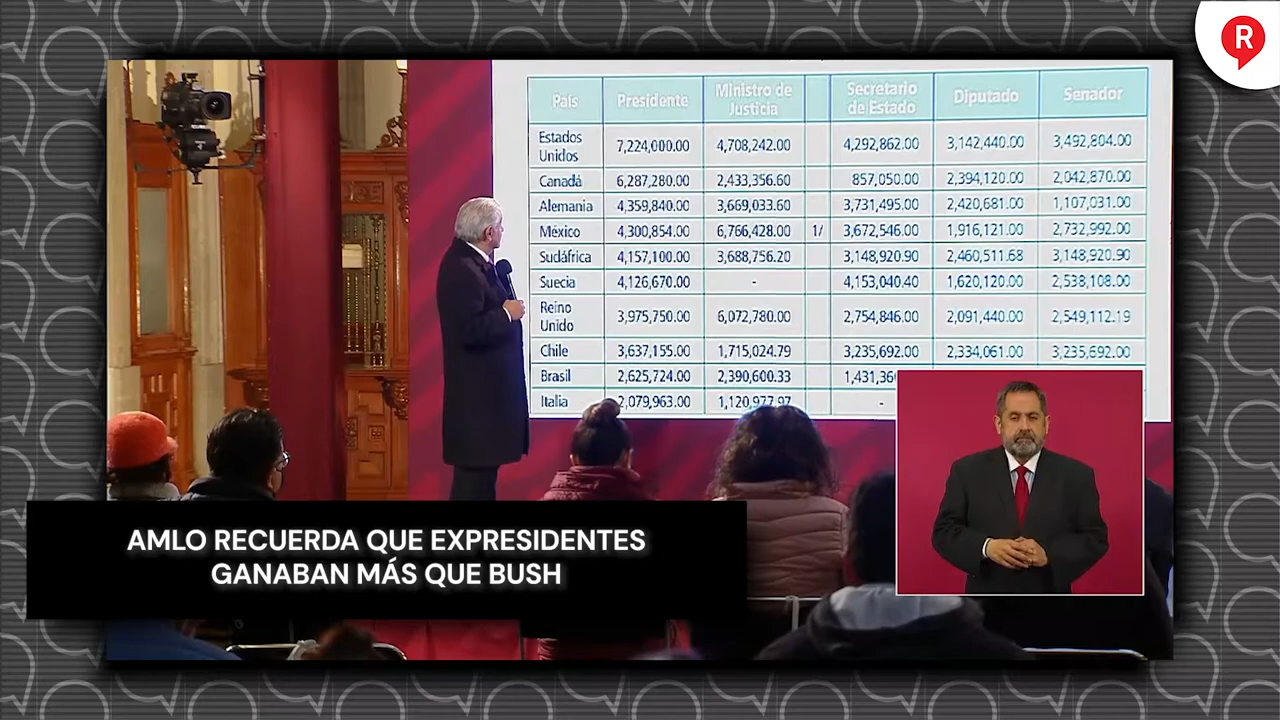 R
País Presidente Ministro de Justicia Secretario de Estado Diputado Senador
Estados Unidos 7,224,000.00 4,708,242.00 4,292,862.00 3,142,440.00 3,492,804.00
Canadá 6,287,280.00 2,433,356.60 857,050.00 2,394,120.00 2,042,870.00
Alemania 4,359,840.00 3,669,033.60 3,731,495.00 2,420,681.00 1,107,031.00
México 4,300,854.00 6,766,428.00 1/ 3,672,546.00 1,916,121.00 2,732,992.00
Sudáfrica 4,157,100.00 3,688,756.20 3,148,920.90 2,460,511.68 3,148,920.90
Suecia 4,126,670.00 - 4,153,040.40 1,620,120.00 2,538,108.00
Reino Unido 3,975,750.00 6,072,780.00 2,754,846.00 2,091,440.00 2,549,112.19
Chile 3,637,155.00 1,715,024.79 3,235,692.00 2,334,061.00 3,235,692.00
Brasil 2,625,724.00 2,390,600.33
Italia 2,079,963.00 1,120,977.97 -
AMLO RECUERDA QUE EXPRESIDENTES
GANABAN MÁS QUE BUSH